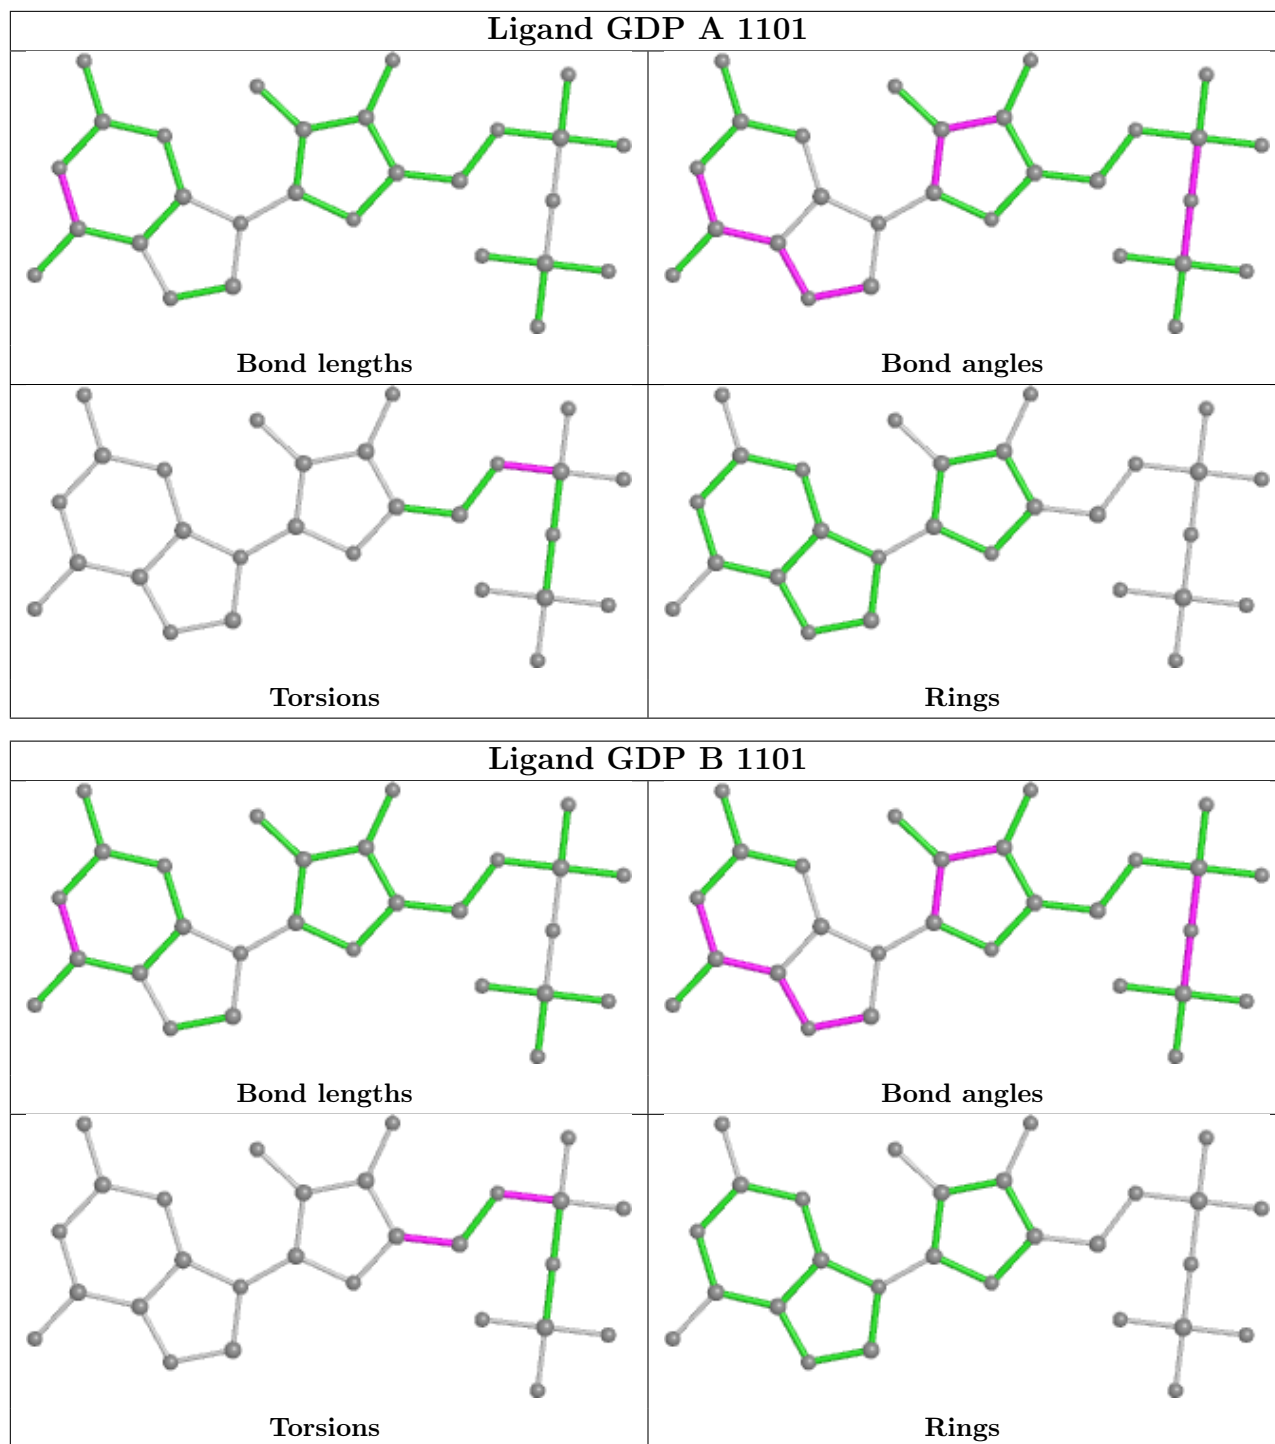 Ligand GDP A 1101
Bond lengths
Bond angles
Torsions
Rings
Ligand GDP B 1101
Bond lengths
Bond angles
Torsions
Rings